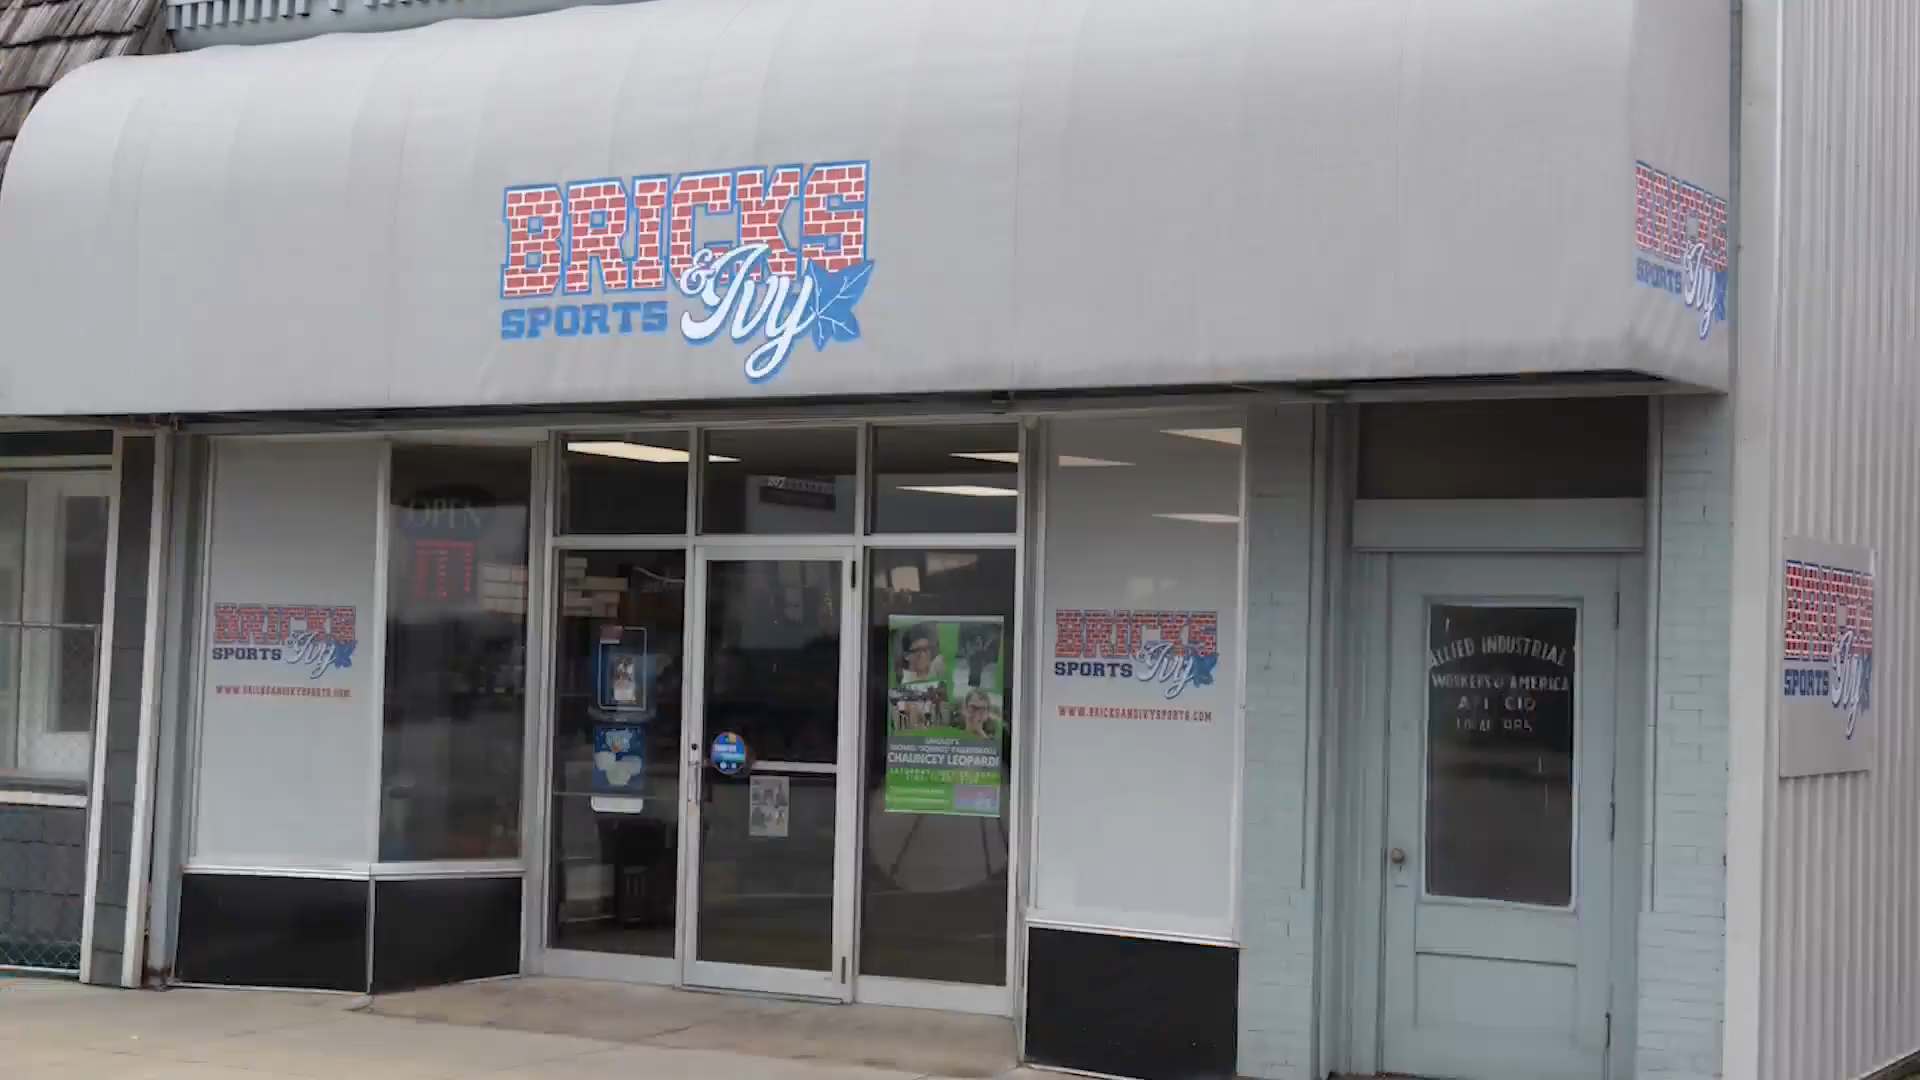 BRICKS
& Ivy
SPORTS
BRICKS
& Ivy
SPORTS
OPEN
BRICKS
& Ivy
SPORTS
WWW.BRICKSANDIVYSPORTS.COM
CHAUNCEY LEOPARDI
BRICKS
& Ivy
SPORTS
WWW.BRICKSANDIVYSPORTS.COM
ALLIED INDUSTRIAL
WORKERS OF AMERICA
AFL CIO
LOCAL
BRICKS
& Ivy
SPORTS